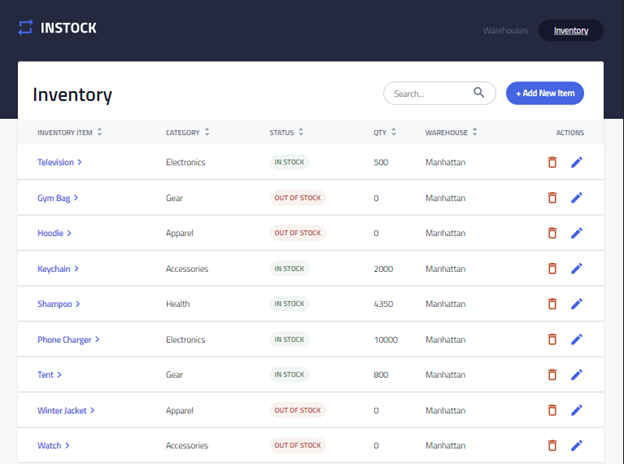 INSTOCK
Warehouses Inventory
Inventory
Search...
+ Add New Item
INVENTORY ITEM CATEGORY STATUS QTY WAREHOUSE ACTIONS
Television Electronics IN STOCK 500 Manhattan
Gym Bag Gear OUT OF STOCK 0 Manhattan
Hoodie Apparel OUT OF STOCK 0 Manhattan
Keychain Accessories IN STOCK 2000 Manhattan
Shampoo Health IN STOCK 4350 Manhattan
Phone Charger Electronics IN STOCK 10000 Manhattan
Tent Gear IN STOCK 800 Manhattan
Winter Jacket Apparel OUT OF STOCK 0 Manhattan
Watch Accessories OUT OF STOCK 0 Manhattan